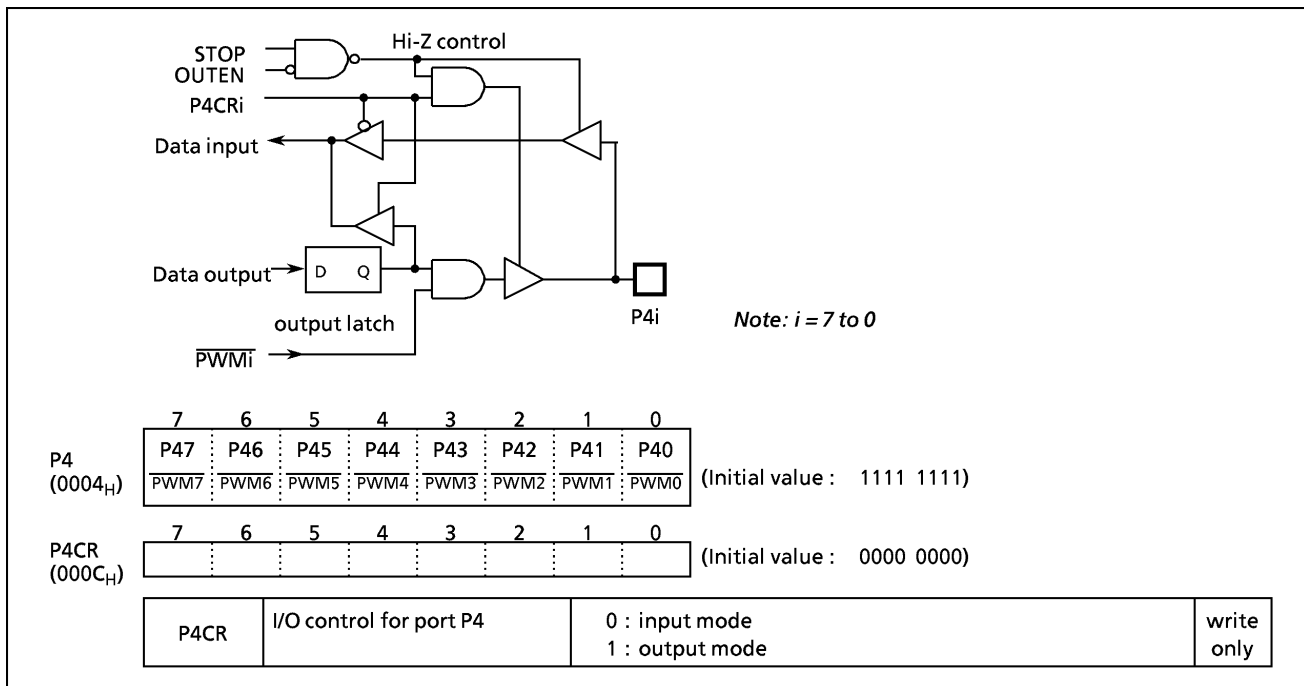 Hi-Z control
STOP
OUTEN
P4CRi
Data input
Data output
D Q
output latch
P4i
Note: i = 7 to 0
PWMi
7 6 5 4 3 2 1 0
P4
(0004H)
P47 P46 P45 P44 P43 P42 P41 P40
PWM7 PWM6 PWM5 PWM4 PWM3 PWM2 PWM1 PWM0
(Initial value : 1111 1111)
7 6 5 4 3 2 1 0
P4CR
(000CH)
(Initial value : 0000 0000)
P4CR
I/O control for port P4
0 : input mode
1 : output mode
write
only